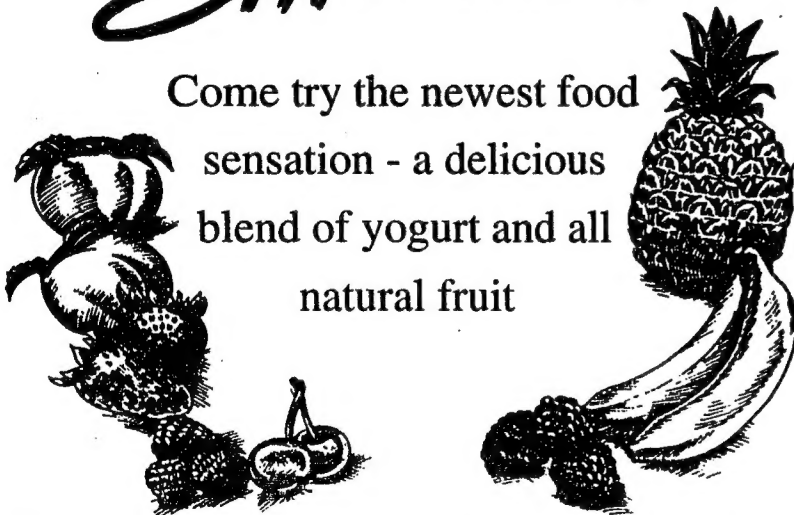 Come try the newest food
sensation - a delicious
blend of yogurt and all
natural fruit